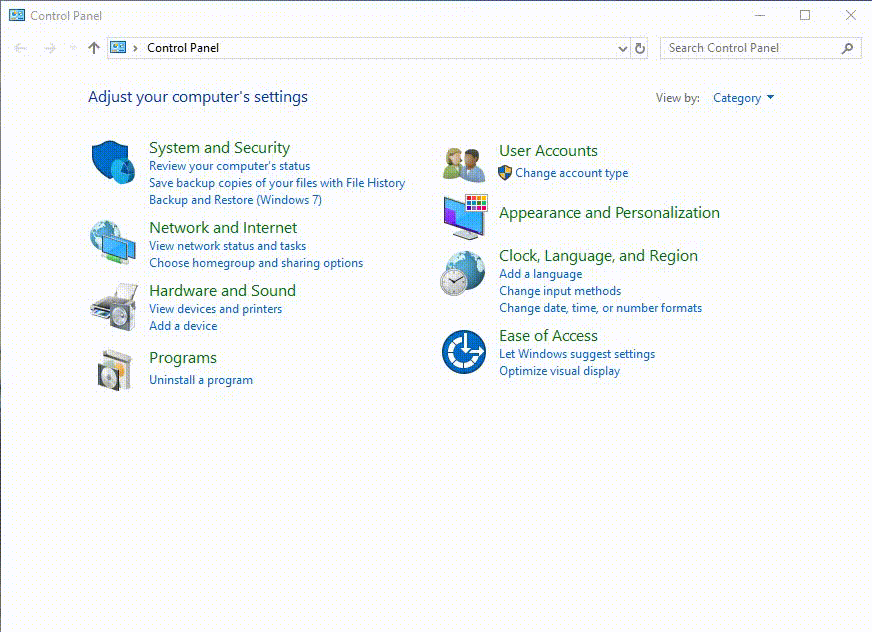 Control Panel
Control Panel
Search Control Panel
Adjust your computer's settings
View by: Category
System and Security
Review your computer's status
Save backup copies of your files with File History
Backup and Restore (Windows 7)
Network and Internet
View network status and tasks
Choose homegroup and sharing options
Hardware and Sound
View devices and printers
Add a device
Programs
Uninstall a program
User Accounts
Change account type
Appearance and Personalization
Clock, Language, and Region
Add a language
Change input methods
Change date, time, or number formats
Ease of Access
Let Windows suggest settings
Optimize visual display